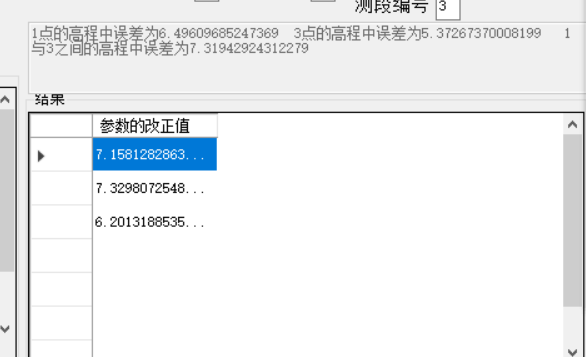 测段编号 3
1点的高程中误差为6.49609685247369 3点的高程中误差为5.37267370008199 1
与3之间的高程中误差为7.31942924312279
结果
参数的改正值
7.1581282863...
7.3298072548...
6.2013188535...